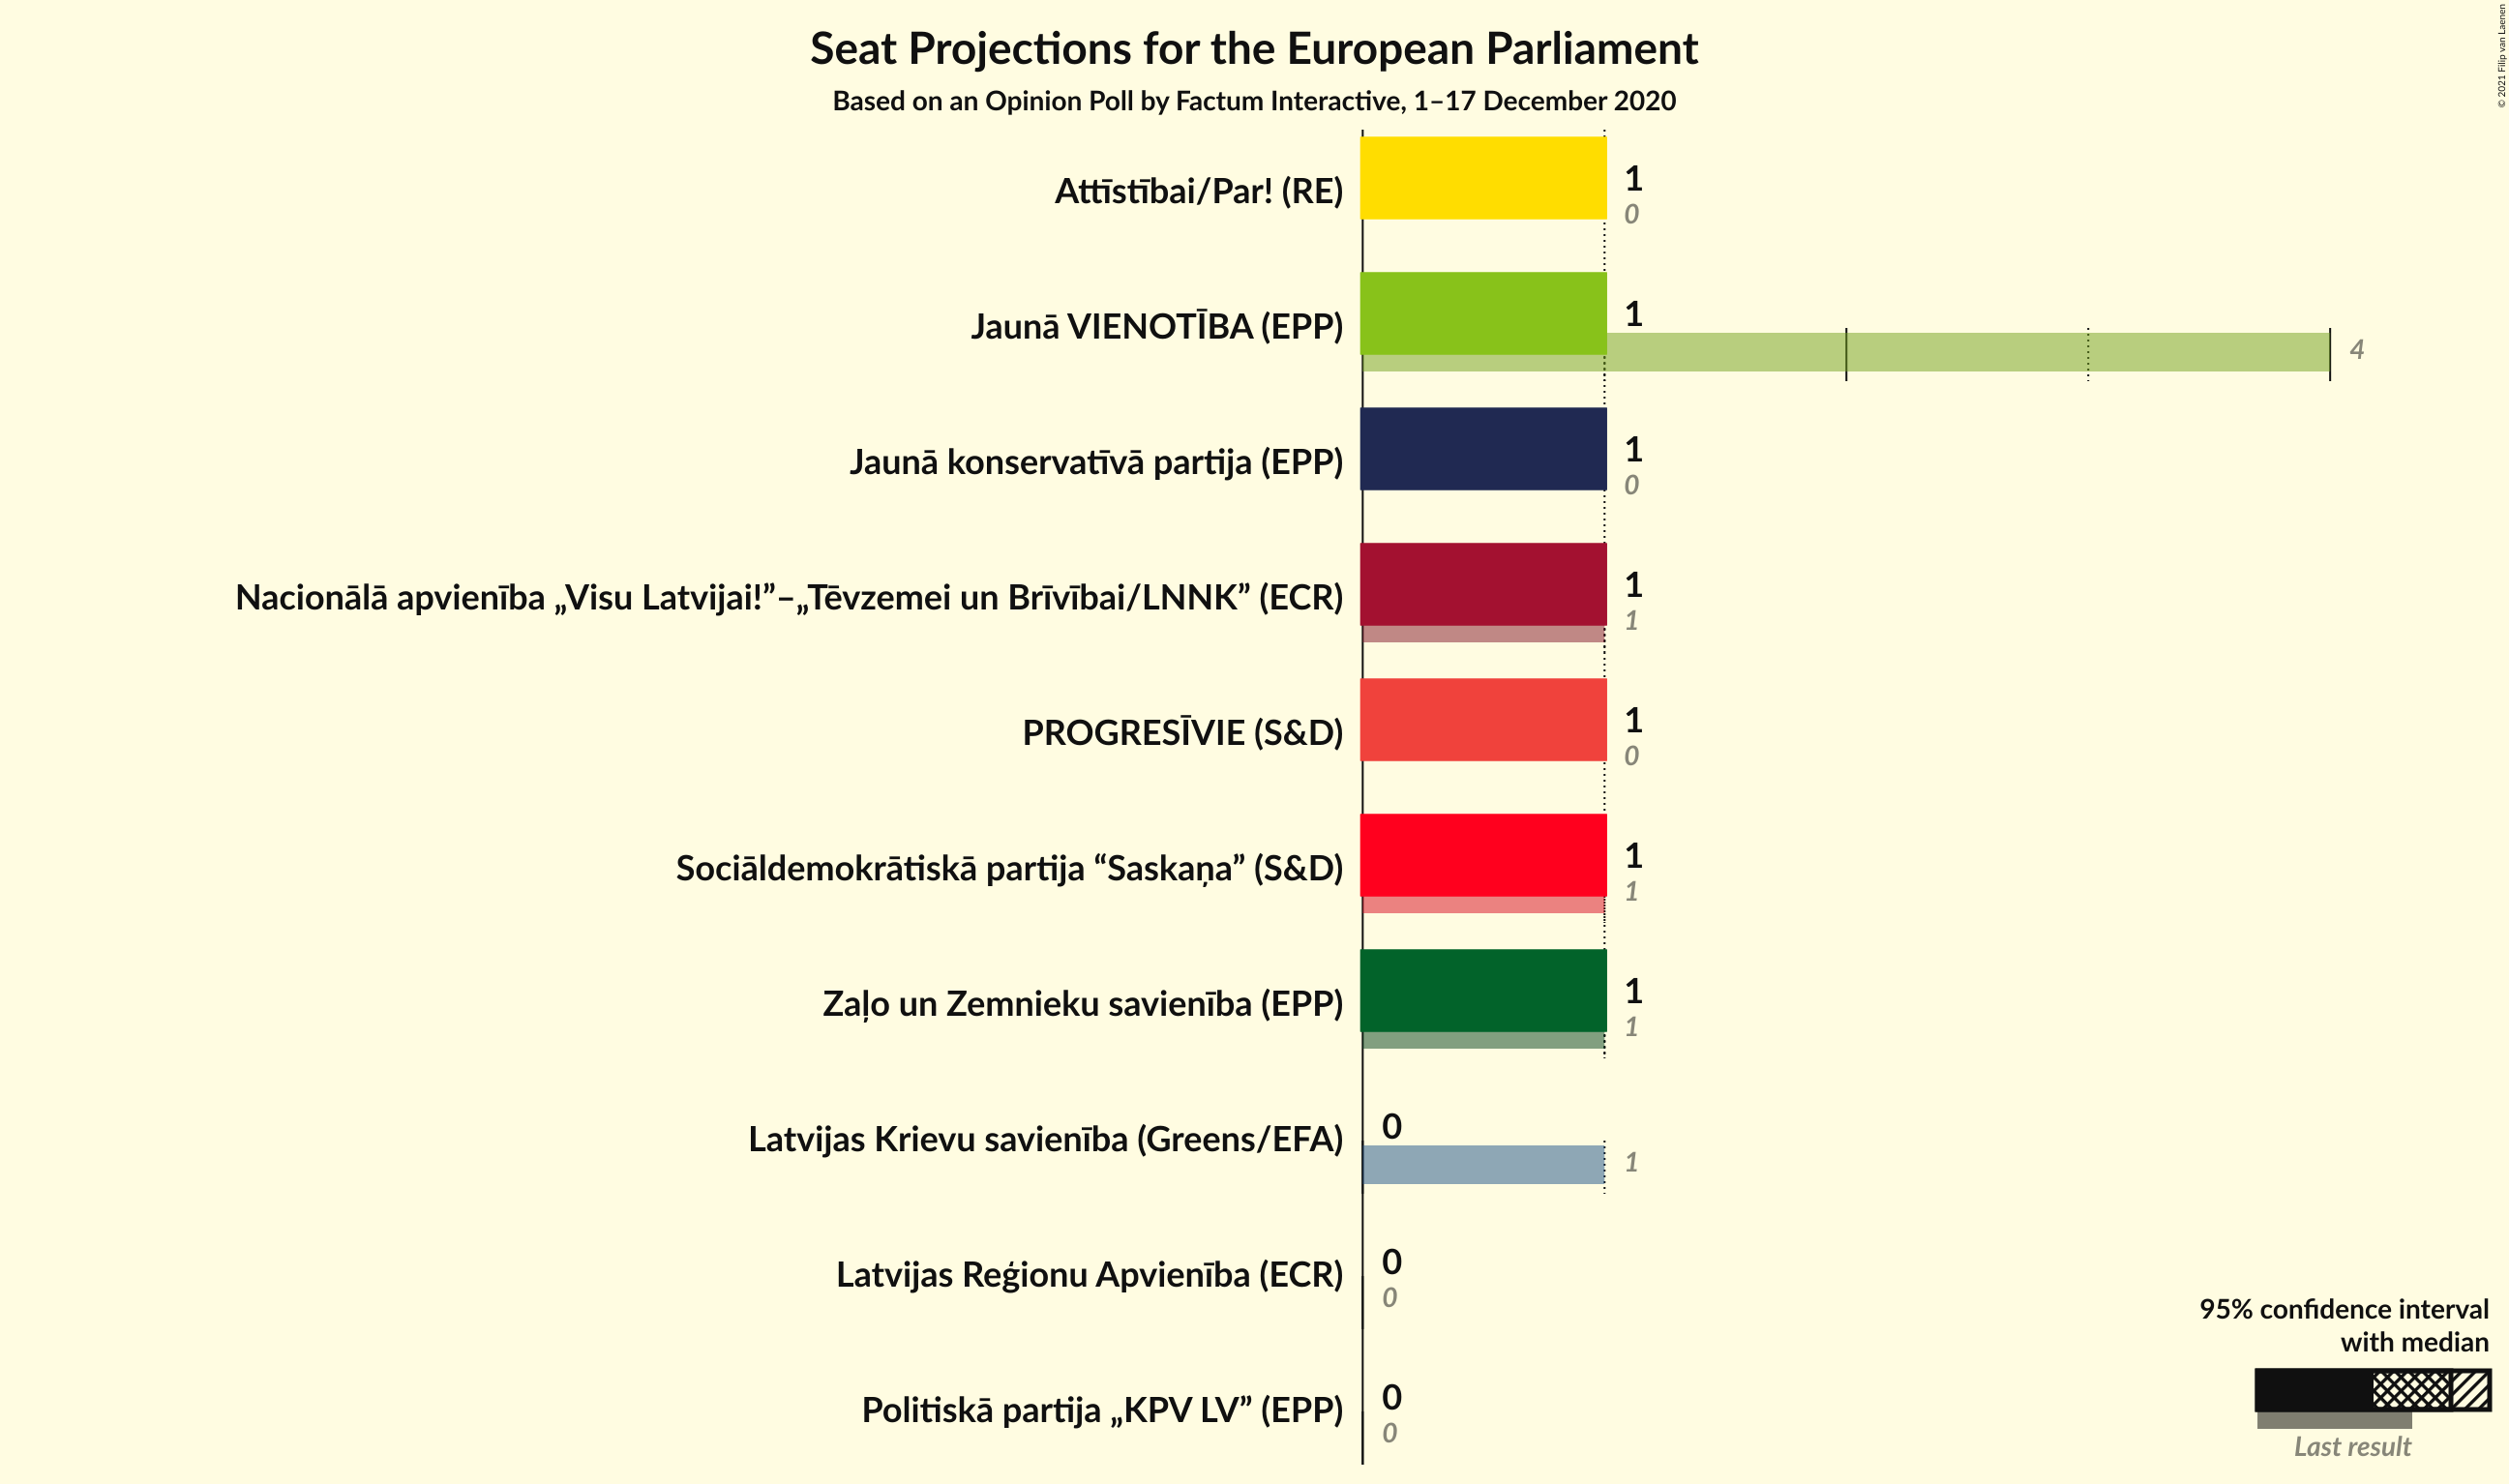 Seat Projections for the European Parliament
Based on an Opinion Poll by Factum Interactive, 1–17 December 2020
© 2021 Filip van Laenen
Attīstībai/Par! (RE)
1
0
Jaunā VIENOTĪBA (EPP)
1
4
Jaunā konservatīvā partija (EPP)
1
0
Nacionālā apvienība „Visu Latvijai!”–„Tēvzemei un Brīvībai/LNNK” (ECR)
1
1
PROGRESĪVIE (S&D)
1
0
Sociāldemokrātiskā partija “Saskaņa” (S&D)
1
1
Zaļo un Zemnieku savienība (EPP)
1
1
Latvijas Krievu savienība (Greens/EFA)
0
1
Latvijas Reģionu Apvienība (ECR)
0
0
Politiskā partija „KPV LV” (EPP)
0
0
95% confidence interval
with median
Last result